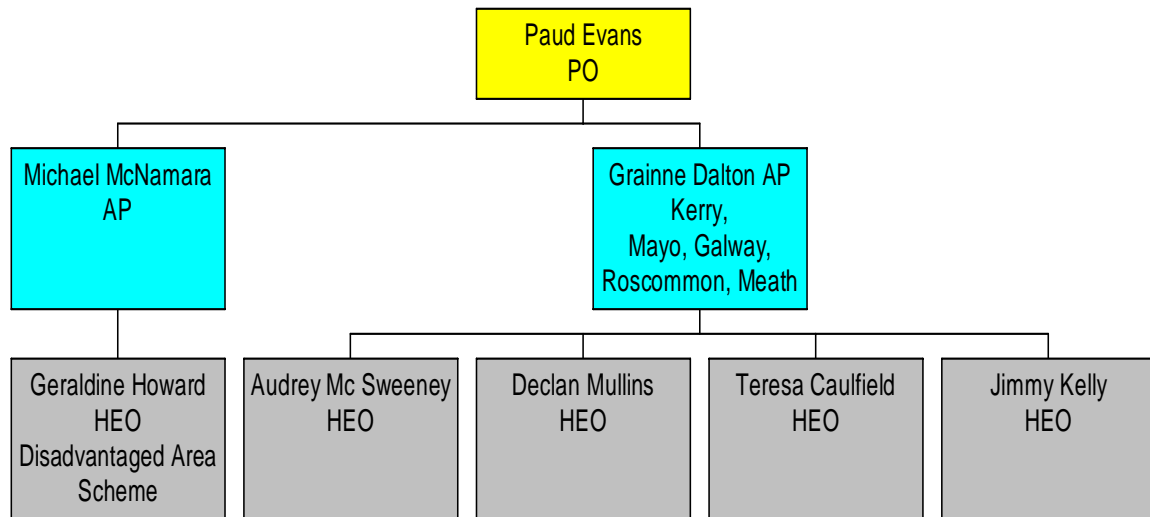 Paud Evans
PO
Michael McNamara
AP
Grainne Dalton AP
Kerry,
Mayo, Galway,
Roscommon, Meath
Geraldine Howard
HEO
Disadvantaged Area
Scheme
Audrey Mc Sweeney
HEO
Declan Mullins
HEO
Teresa Caulfield
HEO
Jimmy Kelly
HEO